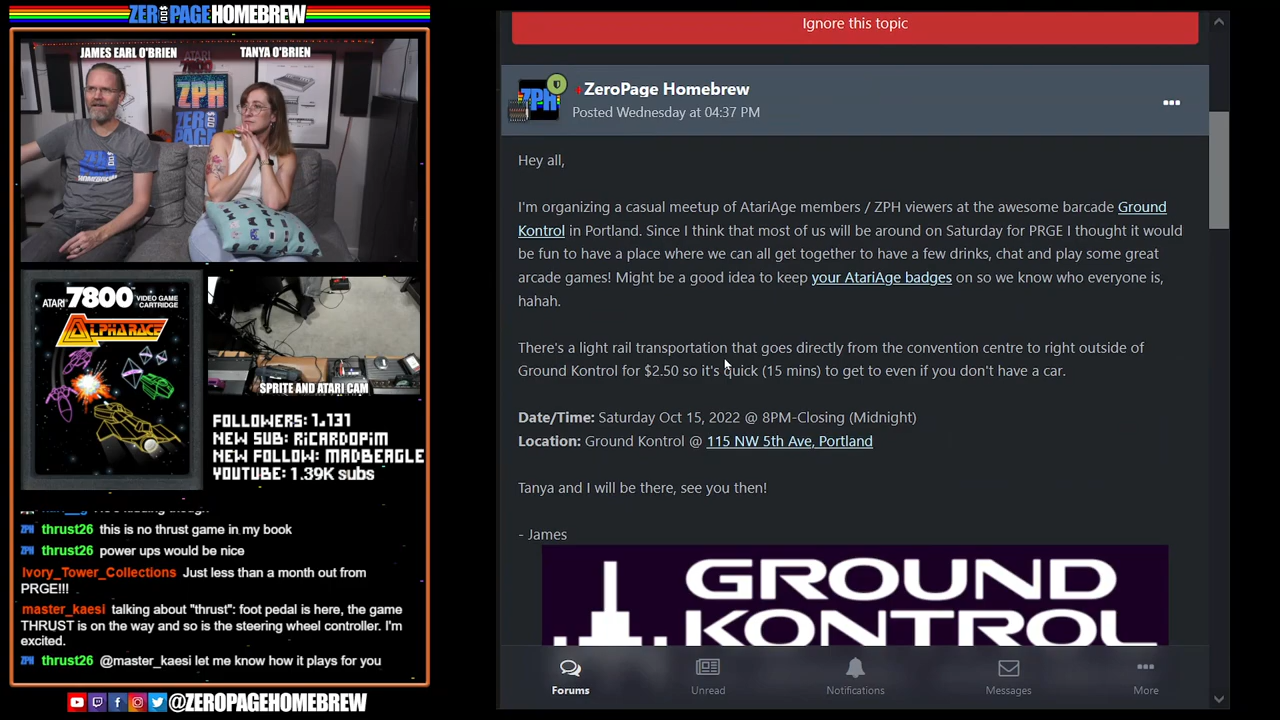 ZEROPAGEHOMEBREW
JAMES EARL O'BRIEN
TANYA O'BRIEN
ATARI
ZPH
ZERO
PAGE
ATARI 7800 VIDEO GAME CARTRIDGE
ALPHA RACE
SPRITE AND ATARI CAM
FOLLOWERS: 1,131
NEW SUB: RICARDOPIM
NEW FOLLOW: MADBEAGLE
YOUTUBE: 1.39K subs
thrust26 this is no thrust game in my book
thrust26 power ups would be nice
Ivory_Tower_Collections Just less than a month out from
PRGE!!!
master_kaesi talking about "thrust": foot pedal is here, the game
THRUST is on the way and so is the steering wheel controller. I'm
excited.
thrust26 @master_kaesi let me know how it plays for you
@ZEROPAGEHOMEBREW
Ignore this topic
ZPH
+ZeroPage Homebrew
Posted Wednesday at 04:37 PM
Hey all,
I'm organizing a casual meetup of AtariAge members / ZPH viewers at the awesome barcade Ground
Kontrol in Portland. Since I think that most of us will be around on Saturday for PRGE I thought it would
be fun to have a place where we can all get together to have a few drinks, chat and play some great
arcade games! Might be a good idea to keep your AtariAge badges on so we know who everyone is,
hahah.
There's a light rail transportation that goes directly from the convention centre to right outside of
Ground Kontrol for $2.50 so it's quick (15 mins) to get to even if you don't have a car.
Date/Time: Saturday Oct 15, 2022 @ 8PM-Closing (Midnight)
Location: Ground Kontrol @ 115 NW 5th Ave, Portland
Tanya and I will be there, see you then!
- James
GROUND
KONTROL
Forums
Unread
Notifications
Messages
More